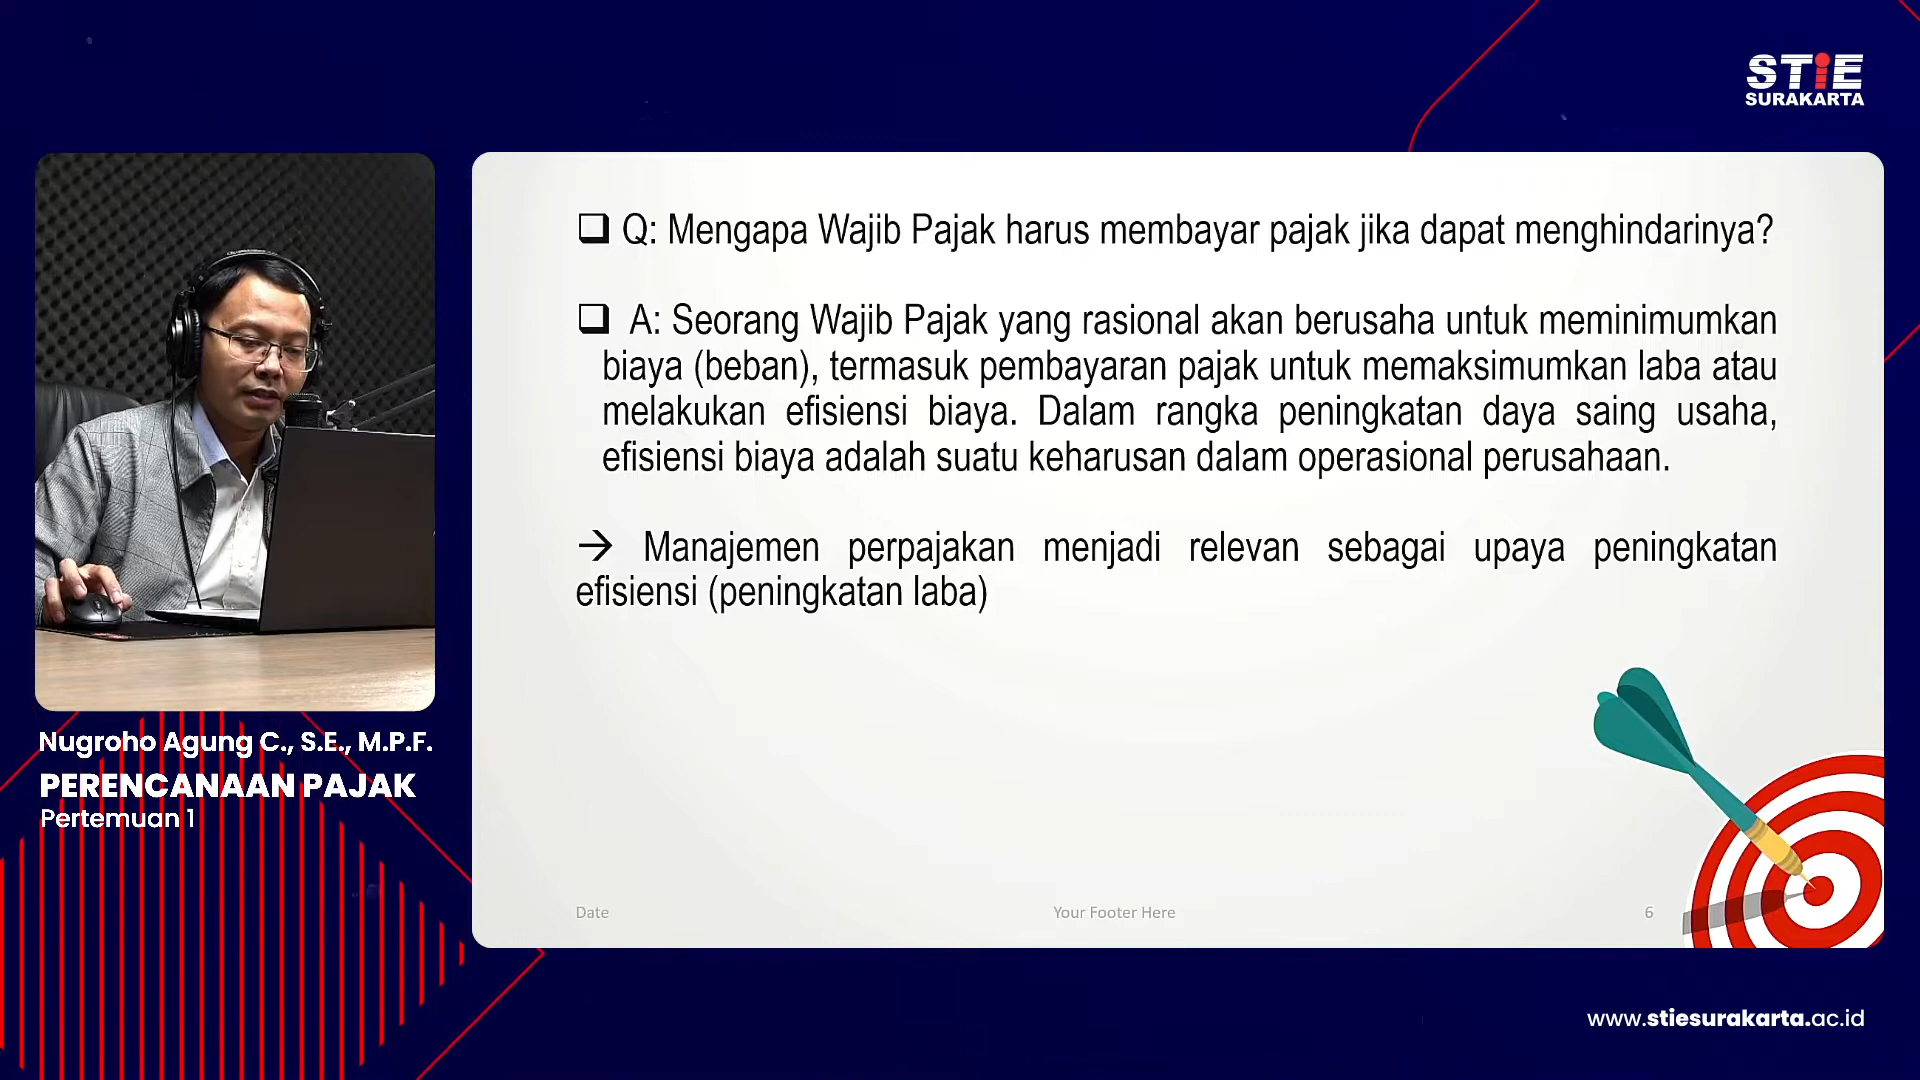 STiE
SURAKARTA
Q: Mengapa Wajib Pajak harus membayar pajak jika dapat menghindarinya?
A: Seorang Wajib Pajak yang rasional akan berusaha untuk meminimumkan
biaya (beban), termasuk pembayaran pajak untuk memaksimumkan laba atau
melakukan efisiensi biaya. Dalam rangka peningkatan daya saing usaha,
efisiensi biaya adalah suatu keharusan dalam operasional perusahaan.
→ Manajemen perpajakan menjadi relevan sebagai upaya peningkatan
efisiensi (peningkatan laba)
Date
Your Footer Here
6
Nugroho Agung C., S.E., M.P.F.
PERENCANAAN PAJAK
Pertemuan 1
www.stiesurakarta.ac.id